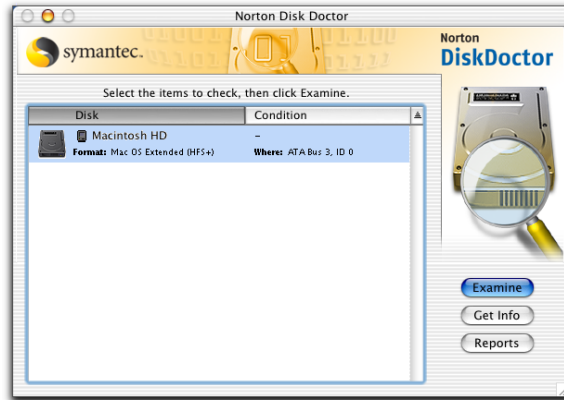 Norton Disk Doctor
symantec.
Norton
DiskDoctor
Select the items to check, then click Examine.
Disk Condition
Macintosh HD –
Format: Mac OS Extended (HFS+) Where: ATA Bus 3, ID 0
Examine
Get Info
Reports